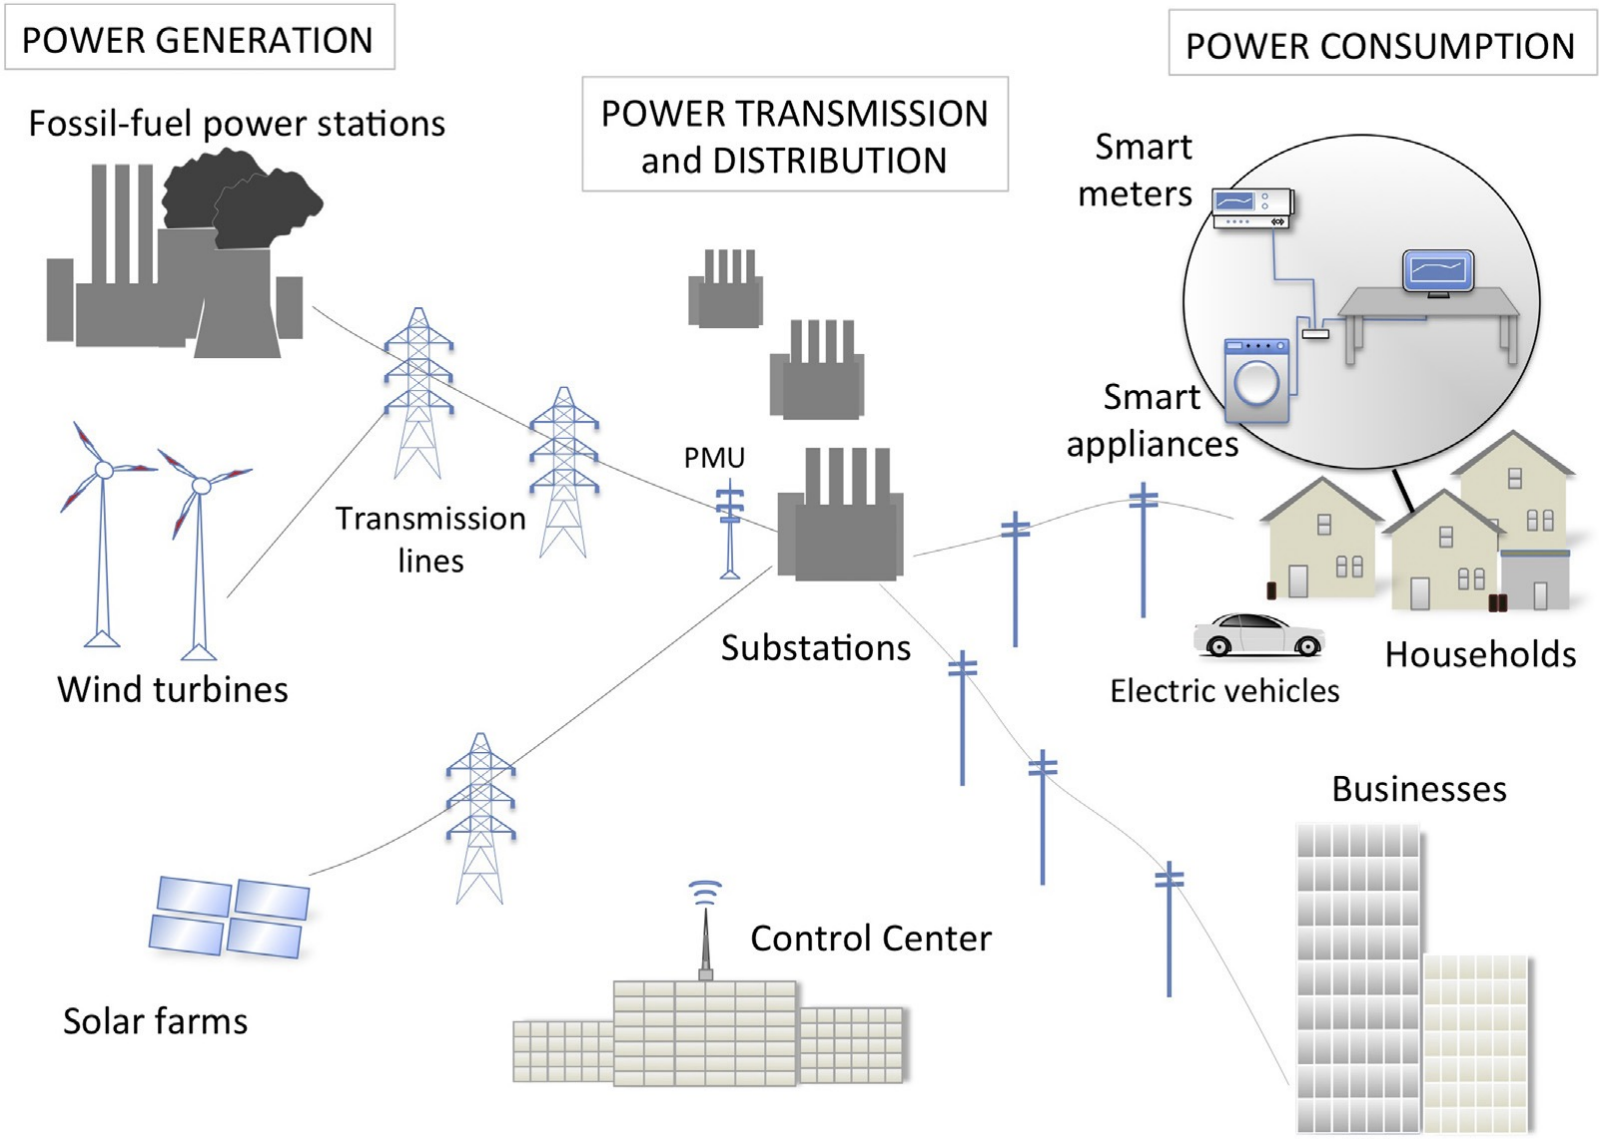 POWER GENERATION
POWER CONSUMPTION
POWER TRANSMISSION
and DISTRIBUTION
Fossil-fuel power stations
Smart
meters
Smart
appliances
PMU
Transmission
lines
Substations
Households
Electric vehicles
Wind turbines
Businesses
Control Center
Solar farms